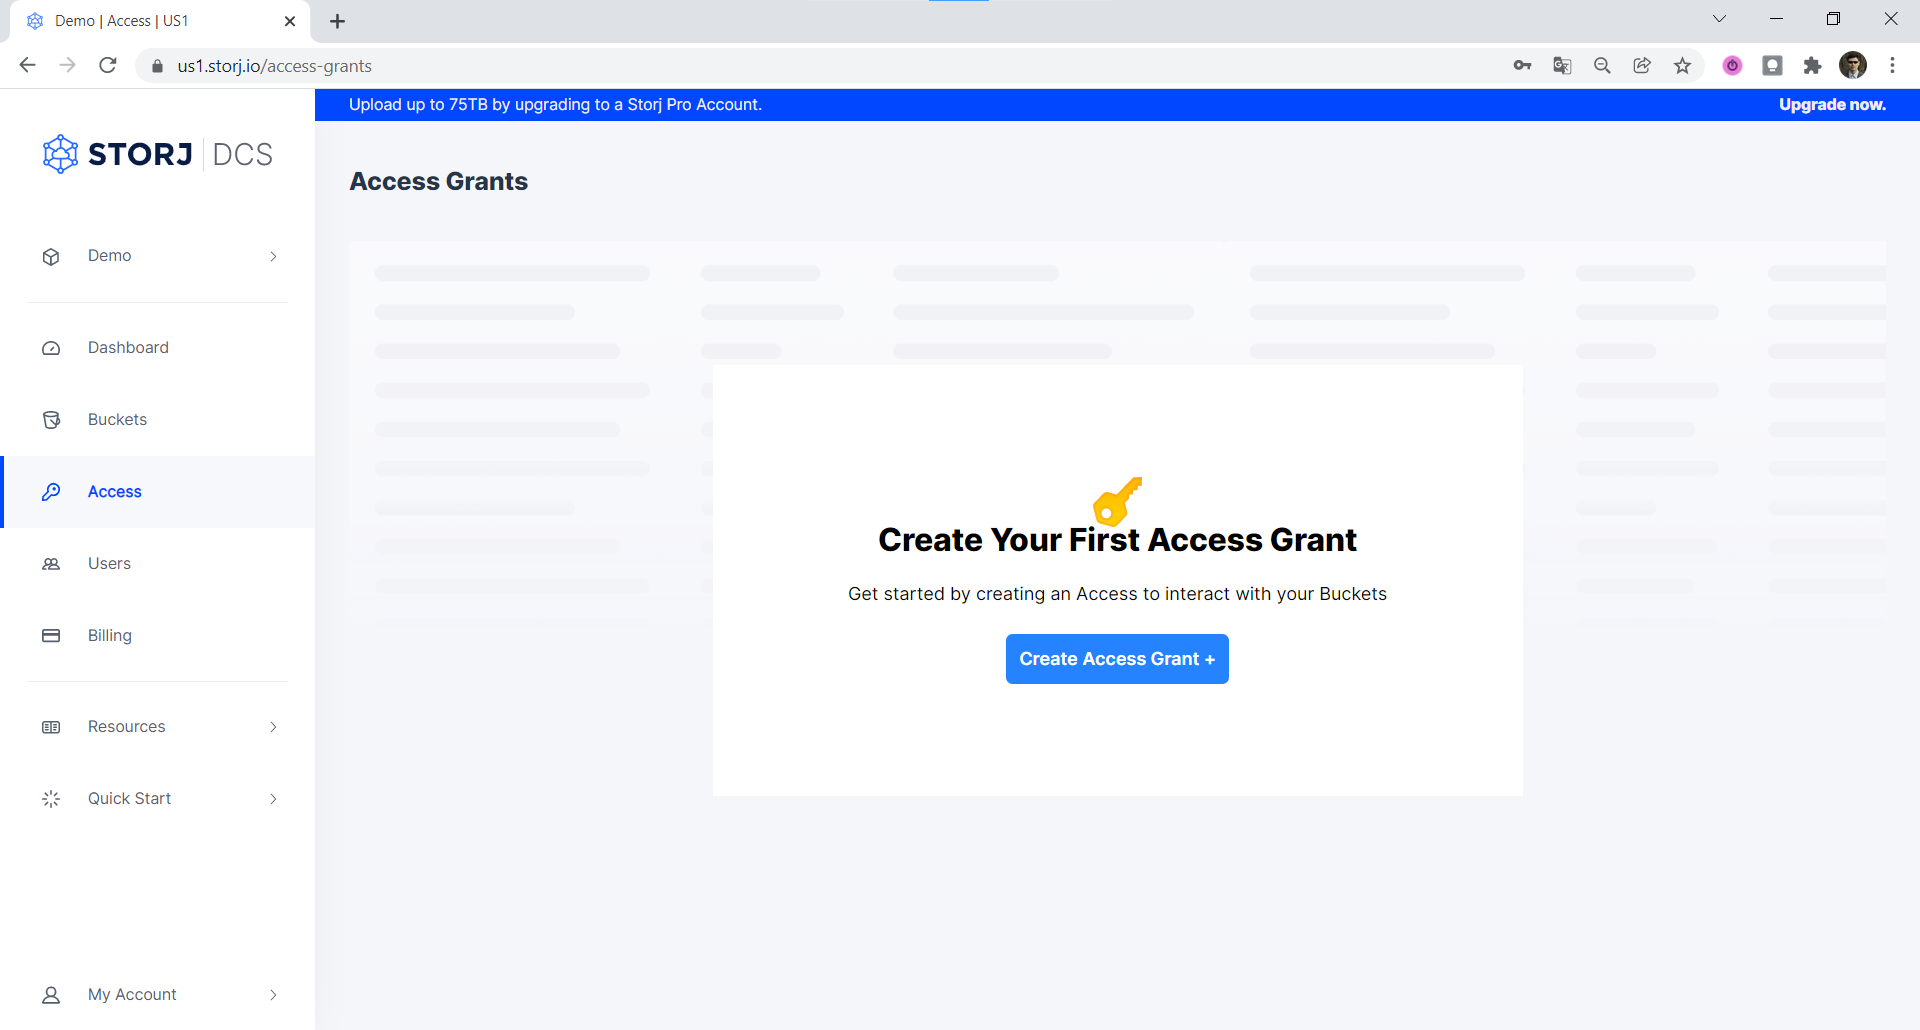 Demo | Access | US1
us1.storj.io/access-grants
Upload up to 75TB by upgrading to a Storj Pro Account.
Upgrade now.
STORJ DCS
Access Grants
Demo
Dashboard
Buckets
Access
Users
Billing
Resources
Quick Start
My Account
Create Your First Access Grant
Get started by creating an Access to interact with your Buckets
Create Access Grant +